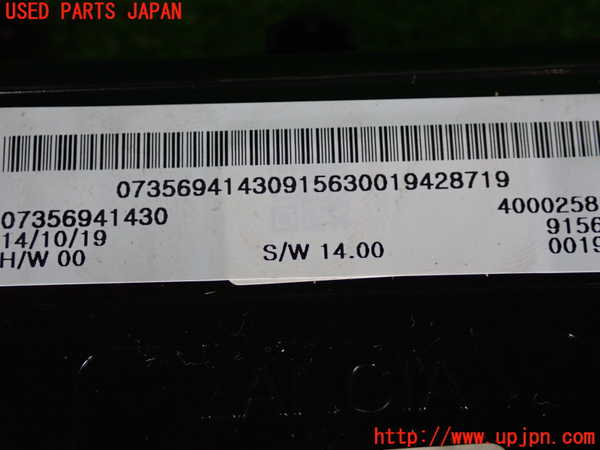 USED PARTS JAPAN
07356941430915630019428719
07356941430
4000258
14/10/19
9156
H/W 00
S/W 14.00
0019
http://www.upjpn.com/